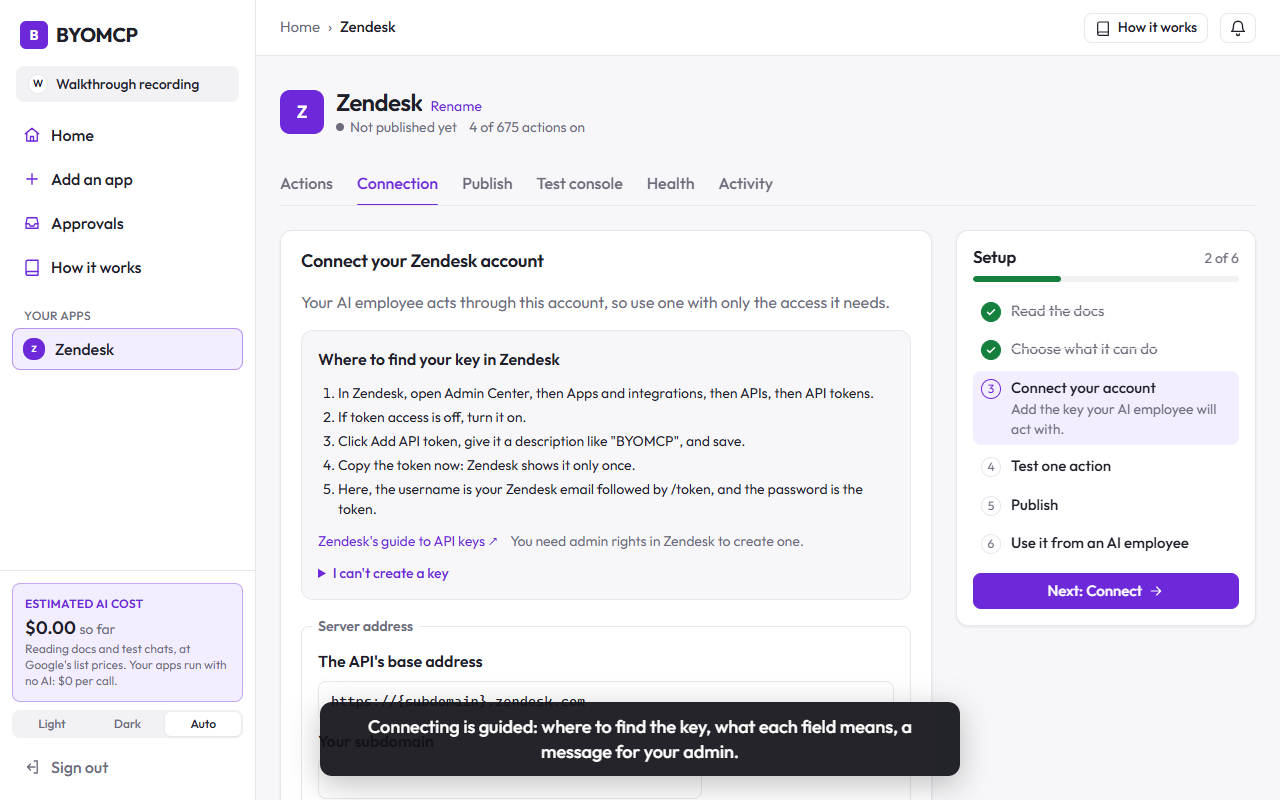 B BYOMCP
W Walkthrough recording
Home
Add an app
Approvals
How it works
YOUR APPS
Z Zendesk
ESTIMATED AI COST
$0.00 so far
Reading docs and test chats, at
Google's list prices. Your apps run with
no AI: $0 per call.
Light Dark Auto
Sign out
Home › Zendesk
How it works
Z
Zendesk Rename
Not published yet 4 of 675 actions on
Actions Connection Publish Test console Health Activity
Connect your Zendesk account
Your AI employee acts through this account, so use one with only the access it needs.
Where to find your key in Zendesk
1. In Zendesk, open Admin Center, then Apps and integrations, then APIs, then API tokens.
2. If token access is off, turn it on.
3. Click Add API token, give it a description like "BYOMCP", and save.
4. Copy the token now: Zendesk shows it only once.
5. Here, the username is your Zendesk email followed by /token, and the password is the
token.
Zendesk's guide to API keys ↗ You need admin rights in Zendesk to create one.
▶ I can't create a key
Server address
The API's base address
https://{subdomain}.zendesk.com
Your subdomain
Connecting is guided: where to find the key, what each field means, a
message for your admin.
Setup 2 of 6
Read the docs
Choose what it can do
3 Connect your account
Add the key your AI employee will
act with.
4 Test one action
5 Publish
6 Use it from an AI employee
Next: Connect →